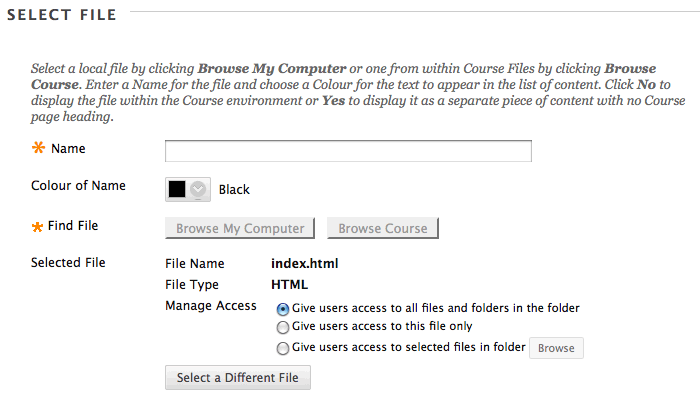 SELECT FILE
Select a local file by clicking Browse My Computer or one from within Course Files by clicking Browse
Course. Enter a Name for the file and choose a Colour for the text to appear in the list of content. Click No to
display the file within the Course environment or Yes to display it as a separate piece of content with no Course
page heading.
* Name
Colour of Name Black
* Find File Browse My Computer Browse Course
Selected File File Name index.html
File Type HTML
Manage Access Give users access to all files and folders in the folder
Give users access to this file only
Give users access to selected files in folder Browse
Select a Different File